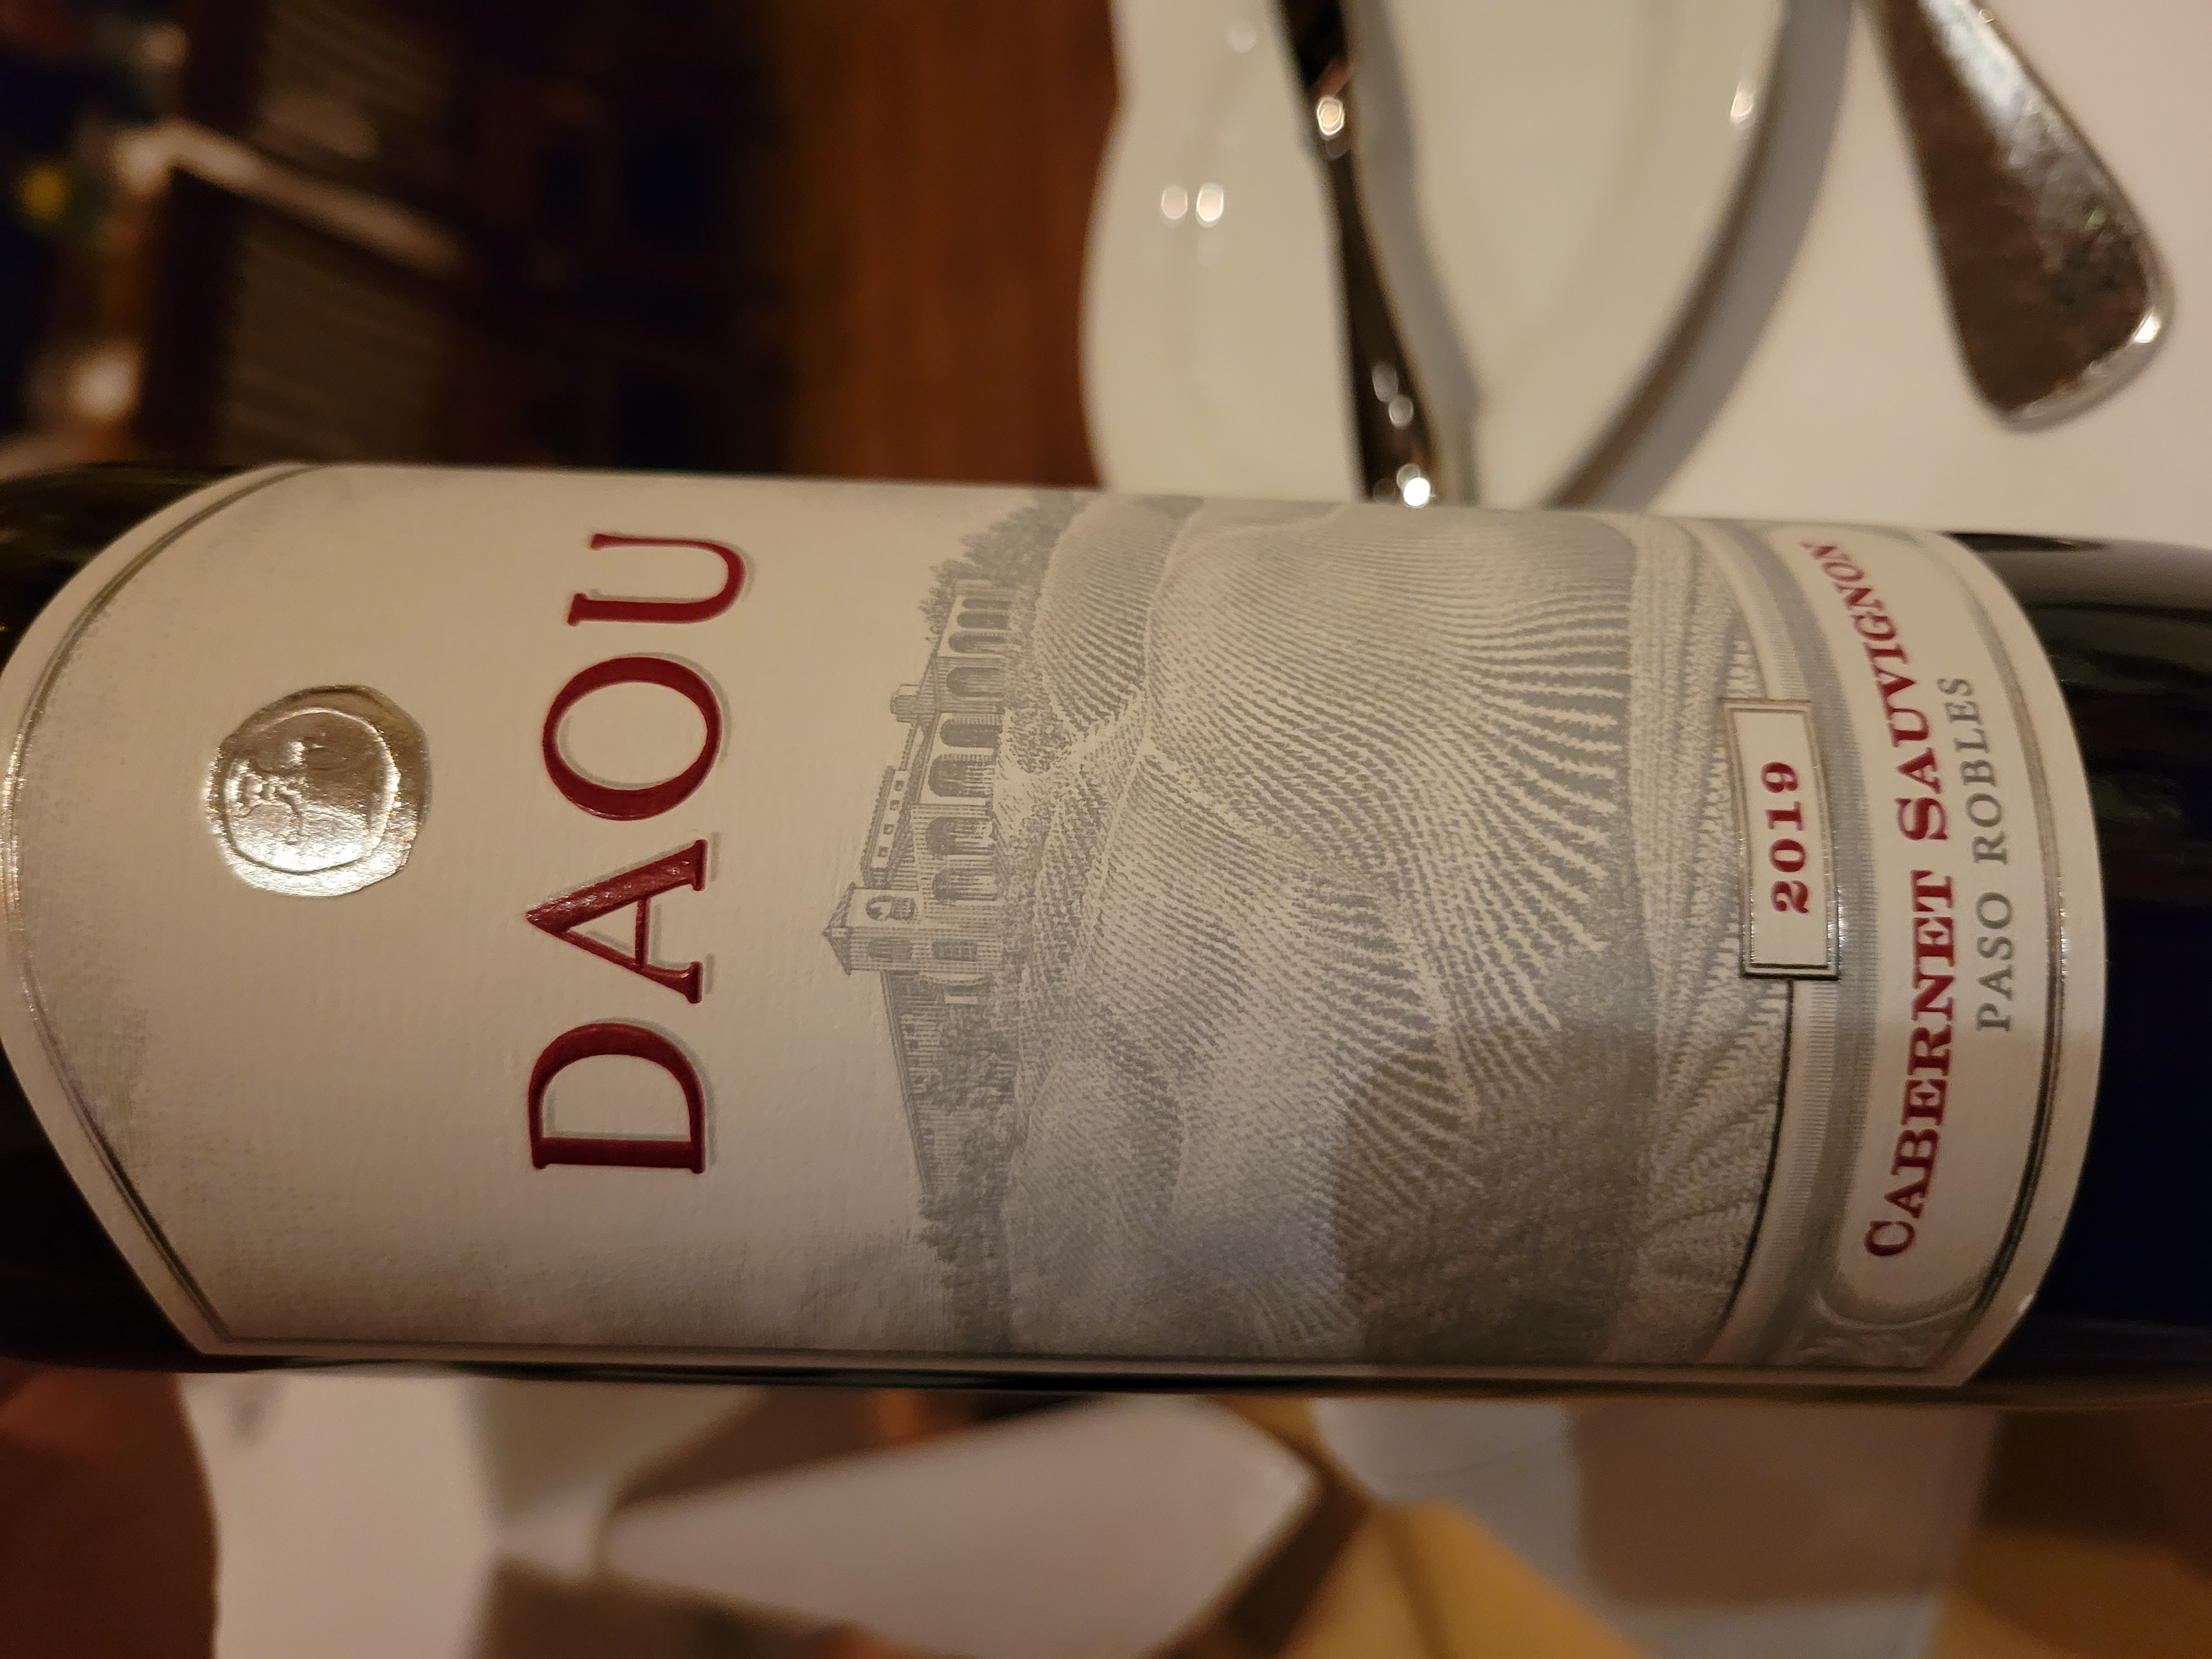 DAOU
2019
CABERNET SAUVIGNON
PASO ROBLES